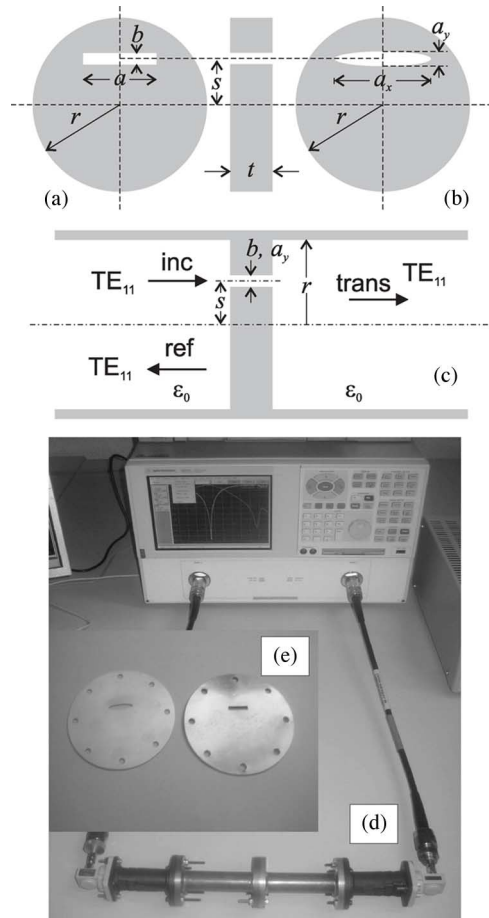 b
a
s
r
(a)
t
a_y
a_x
r
(b)
b, a_y
TE₁₁
inc
s
r
trans
TE₁₁
ref
TE₁₁
ε₀
ε₀
(c)
(e)
(d)